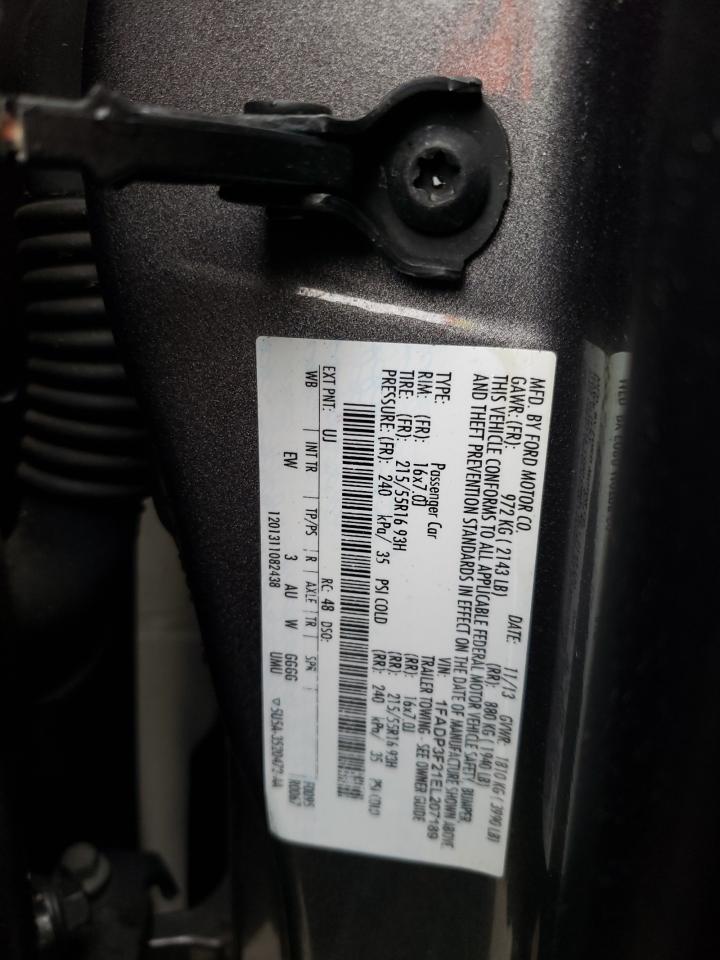 MFD. BY FORD MOTOR CO.
DATE: 11/13 GVWR: 1810 KG (3990 LB)
GAWR: (FR): 972 KG (2143 LB) (RR): 880 KG (1940 LB)
THIS VEHICLE CONFORMS TO ALL APPLICABLE FEDERAL MOTOR VEHICLE SAFETY, BUMPER,
AND THEFT PREVENTION STANDARDS IN EFFECT ON THE DATE OF MANUFACTURE SHOWN ABOVE.
VIN: 1FADP3F21EL207189
TYPE: Passenger Car TRAILER TOWING - SEE OWNER GUIDE
RIM: (FR): 16x7.0J (RR): 16x7.0J
TIRE: (FR): 215/55R16 93H (RR): 215/55R16 93H
PRESSURE: (FR): 240 kPa/ 35 PSI COLD (RR): 240 kPa/ 35 PSI COLD
EXT PNT: UJ RC: 48 DSO:
WB INT TR TP/PS R AXLE TR SPR
EW 3 AU W GGGG
1201311082438 UMU